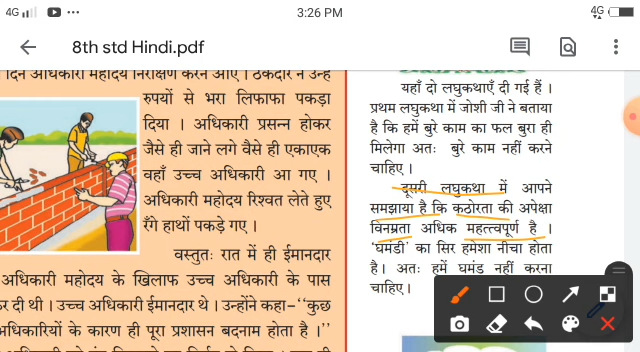 4G
3:26 PM
4G
8th std Hindi.pdf
दिन अधिकारी महोदय निरीक्षण करने आए । ठेकेदार ने उन्हें
रुपयों से भरा लिफाफा पकड़ा
दिया । अधिकारी प्रसन्न होकर
जैसे ही जाने लगे वैसे ही एकाएक
वहाँ उच्च अधिकारी आ गए ।
अधिकारी महोदय रिश्वत लेते हुए
रँगे हाथों पकड़े गए ।
वस्तुतः रात में ही ईमानदार
अधिकारी महोदय के खिलाफ उच्च अधिकारी के पास
कर दी थी । उच्च अधिकारी ईमानदार थे । उन्होंने कहा-‘‘कुछ
अधिकारियों के कारण ही पूरा प्रशासन बदनाम होता है ।’’
यहाँ दो लघुकथाएँ दी गई हैं ।
प्रथम लघुकथा में जोशी जी ने बताया
है कि हमें बुरे काम का फल बुरा ही
मिलेगा अतः बुरे काम नहीं करने
चाहिए ।
दूसरी लघुकथा में आपने
समझाया है कि कठोरता की अपेक्षा
विनम्रता अधिक महत्त्वपूर्ण है ।
‘घमंडी’ का सिर हमेशा नीचा होता
है। अतः हमें घमंड नहीं करना
चाहिए ।